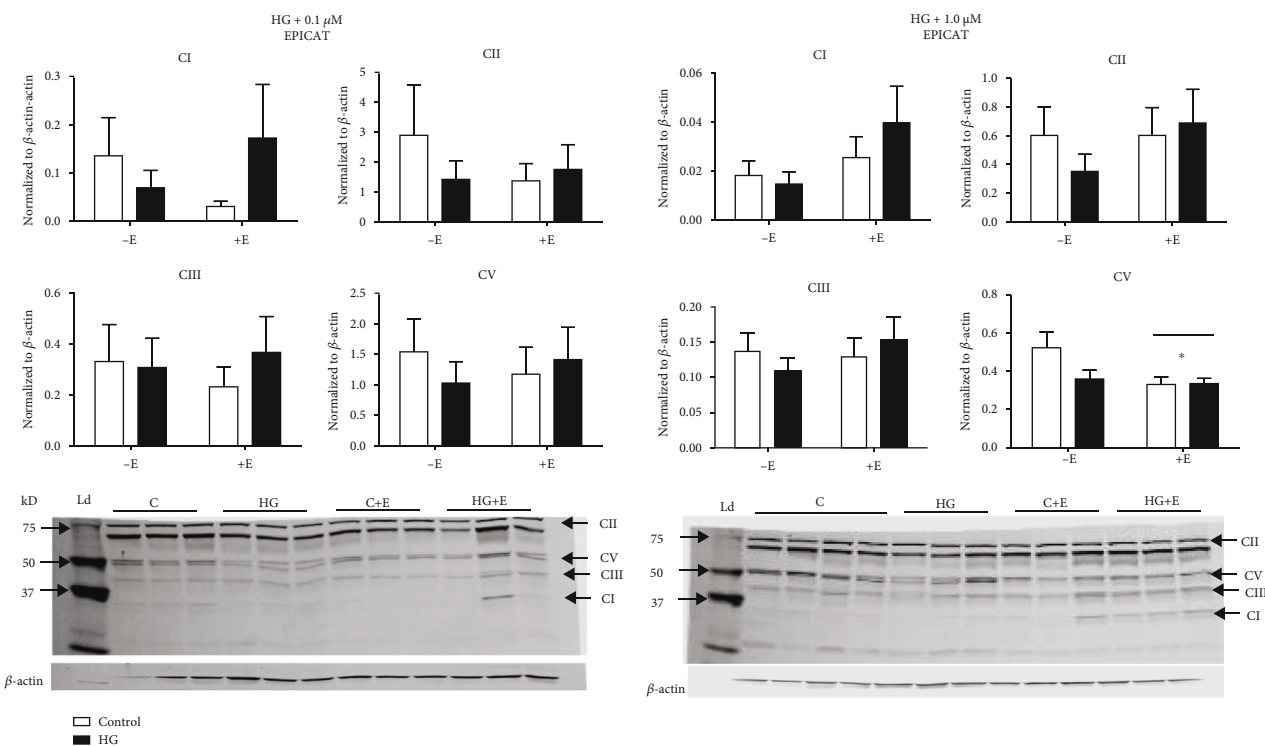 HG + 0.1 μM
EPICAT
CI
Normalized to β-actin-actin
0.3
0.2
0.1
0.0
–E
+E
CII
Normalized to β-actin
5
4
3
2
1
0
–E
+E
CIII
Normalized to β-actin
0.6
0.4
0.2
0.0
–E
+E
CV
Normalized to β-actin
2.5
2.0
1.5
1.0
0.5
0.0
–E
+E
kD
Ld
C
HG
C+E
HG+E
75
50
37
CII
CV
CIII
CI
β-actin
Control
HG
HG + 1.0 μM
EPICAT
CI
Normalized to β-actin
0.06
0.04
0.02
0.00
–E
+E
CII
Normalized to β-actin
1.0
0.8
0.6
0.4
0.2
0.0
–E
+E
CIII
Normalized to β-actin
0.20
0.15
0.10
0.05
0.00
–E
+E
CV
Normalized to β-actin
0.8
0.6
0.4
0.2
0.0
*
–E
+E
Ld
C
HG
C+E
HG+E
75
50
37
CII
CV
CIII
CI
β-actin